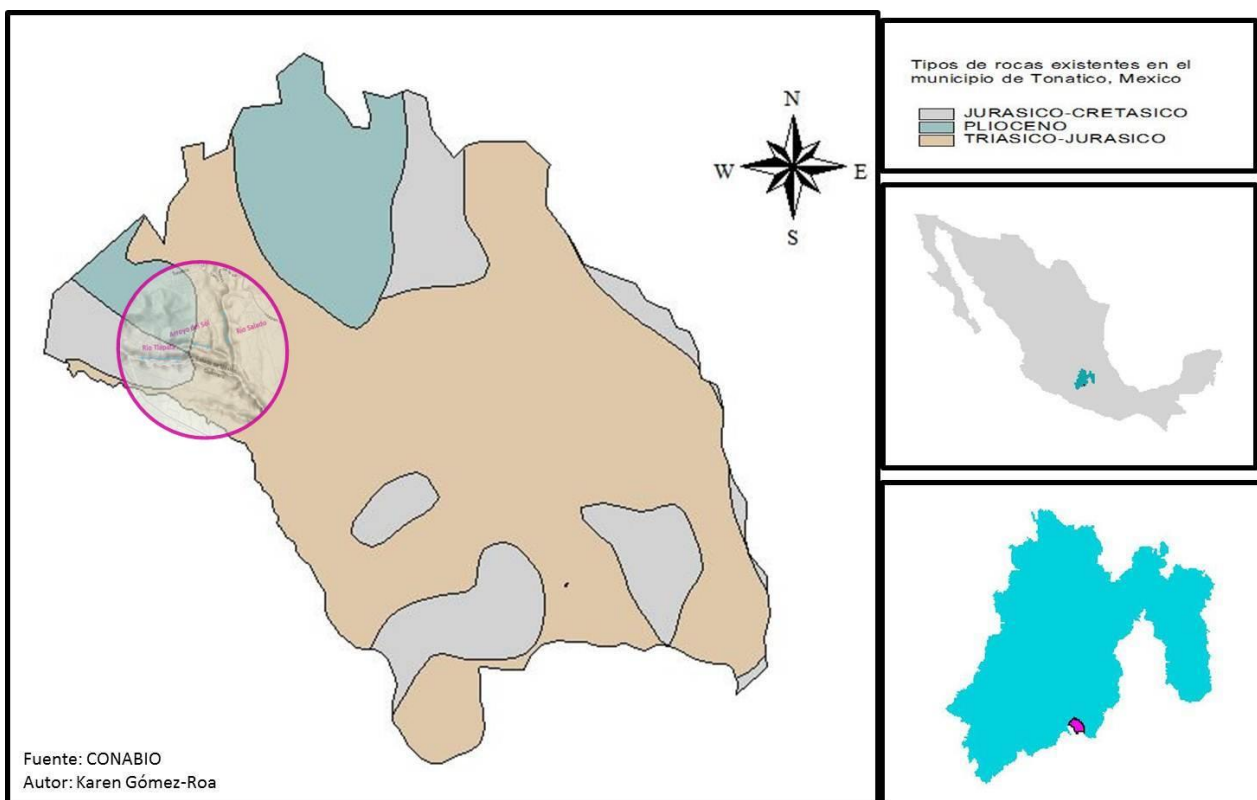 Tipos de rocas existentes en el
municipio de Tonatico, Mexico
JURASICO-CRETASICO
PLIOCENO
TRIASICO-JURASICO
N
W
E
S
Arroyo del Sal
Río Salado
Río Tlapala
Fuente: CONABIO
Autor: Karen Gómez-Roa